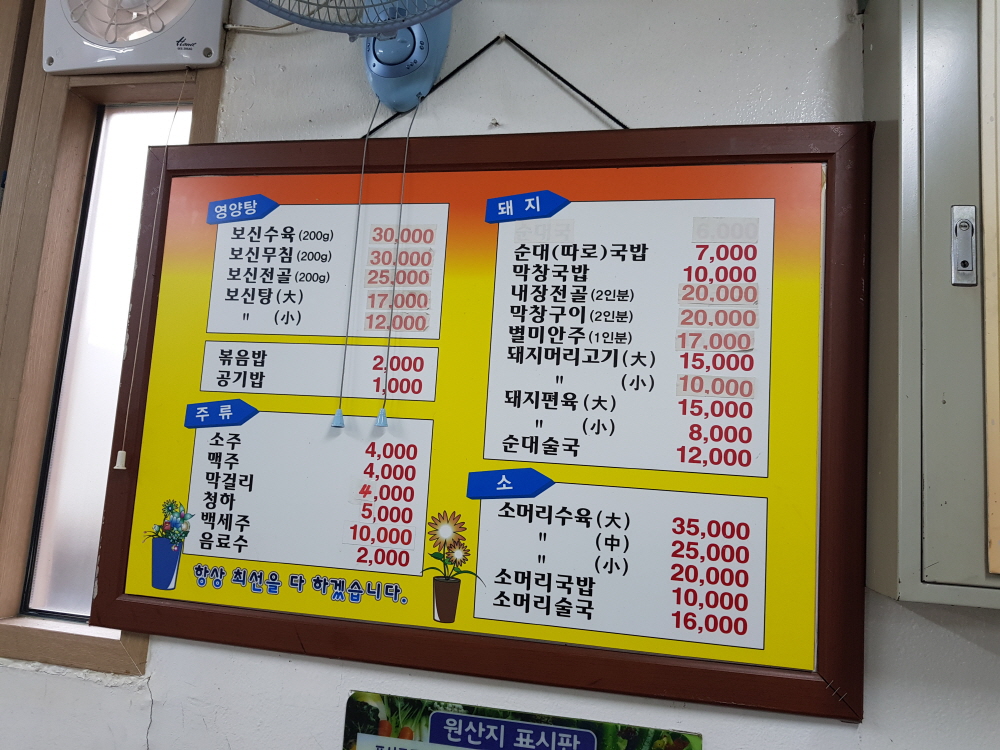 영양탕
보신수육(200g) 30,000
보신무침(200g) 30,000
보신전골(200g) 25,000
보신탕(大) 17,000
" (小) 12,000
볶음밥 2,000
공기밥 1,000
주류
소주 4,000
맥주 4,000
막걸리 4,000
청하 5,000
백세주 10,000
음료수 2,000
항상 최선을 다 하겠습니다.
돼지
6,000
순대(따로)국밥 7,000
막창국밥 10,000
내장전골(2인분) 20,000
막창구이(2인분) 20,000
별미안주(1인분) 17,000
돼지머리고기(大) 15,000
" (小) 10,000
돼지편육(大) 15,000
" (小) 8,000
순대술국 12,000
소
소머리수육(大) 35,000
" (中) 25,000
" (小) 20,000
소머리국밥 10,000
소머리술국 16,000
원산지 표시판